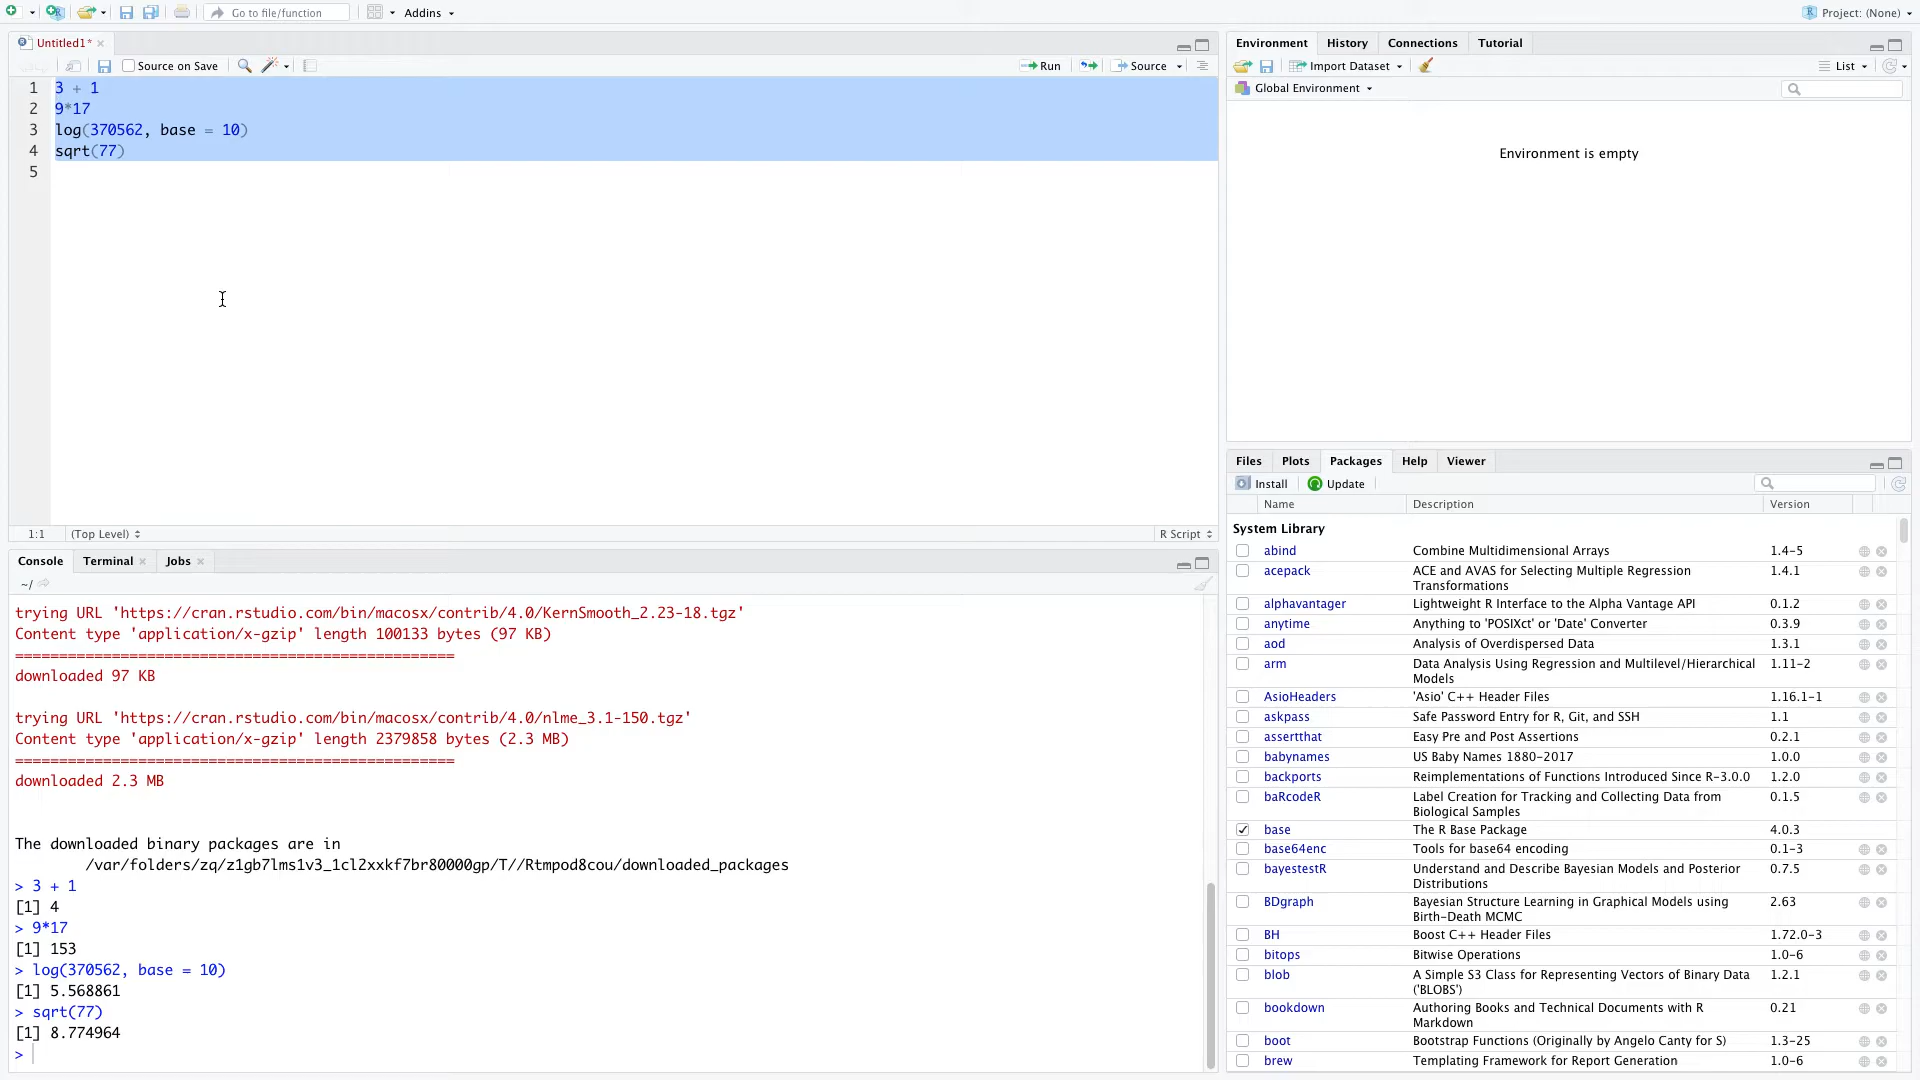 Go to file/function
Addins
Project: (None)
Untitled1*
Source on Save
Run
Source
1 3 + 1
2 9*17
3 log(370562, base = 10)
4 sqrt(77)
5
1:1 (Top Level)
R Script
Console Terminal Jobs
~/
trying URL 'https://cran.rstudio.com/bin/macosx/contrib/4.0/KernSmooth_2.23-18.tgz'
Content type 'application/x-gzip' length 100133 bytes (97 KB)
==================================================
downloaded 97 KB
trying URL 'https://cran.rstudio.com/bin/macosx/contrib/4.0/nlme_3.1-150.tgz'
Content type 'application/x-gzip' length 2379858 bytes (2.3 MB)
==================================================
downloaded 2.3 MB
The downloaded binary packages are in
/var/folders/zq/z1gb7lms1v3_1cl2xxkf7br80000gp/T//Rtmpod8cou/downloaded_packages
> 3 + 1
[1] 4
> 9*17
[1] 153
> log(370562, base = 10)
[1] 5.568861
> sqrt(77)
[1] 8.774964
>
Environment History Connections Tutorial
Import Dataset
List
Global Environment
Environment is empty
Files Plots Packages Help Viewer
Install Update
Name Description Version
System Library
abind Combine Multidimensional Arrays 1.4-5
acepack ACE and AVAS for Selecting Multiple Regression 1.4.1
Transformations
alphavantager Lightweight R Interface to the Alpha Vantage API 0.1.2
anytime Anything to 'POSIXct' or 'Date' Converter 0.3.9
aod Analysis of Overdispersed Data 1.3.1
arm Data Analysis Using Regression and Multilevel/Hierarchical 1.11-2
Models
AsioHeaders 'Asio' C++ Header Files 1.16.1-1
askpass Safe Password Entry for R, Git, and SSH 1.1
assertthat Easy Pre and Post Assertions 0.2.1
babynames US Baby Names 1880-2017 1.0.0
backports Reimplementations of Functions Introduced Since R-3.0.0 1.2.0
baRcodeR Label Creation for Tracking and Collecting Data from 0.1.5
Biological Samples
base The R Base Package 4.0.3
base64enc Tools for base64 encoding 0.1-3
bayestestR Understand and Describe Bayesian Models and Posterior 0.7.5
Distributions
BDgraph Bayesian Structure Learning in Graphical Models using 2.63
Birth-Death MCMC
BH Boost C++ Header Files 1.72.0-3
bitops Bitwise Operations 1.0-6
blob A Simple S3 Class for Representing Vectors of Binary Data 1.2.1
('BLOBS')
bookdown Authoring Books and Technical Documents with R 0.21
Markdown
boot Bootstrap Functions (Originally by Angelo Canty for S) 1.3-25
brew Templating Framework for Report Generation 1.0-6